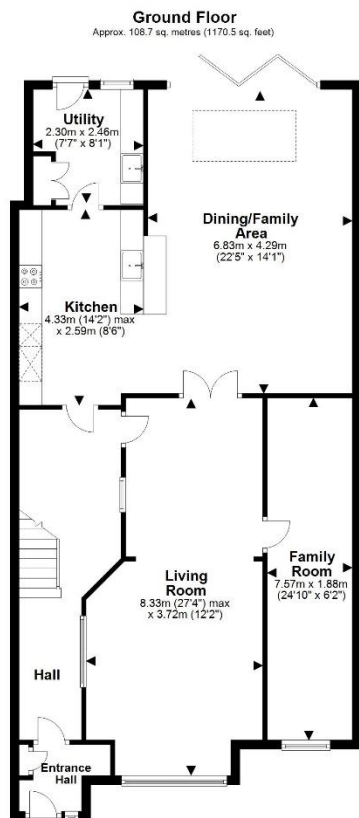 Ground Floor
Approx. 108.7 sq. metres (1170.5 sq. feet)
Utility
2.30m x 2.46m
(7'7" x 8'1")
Dining/Family
Area
6.83m x 4.29m
(22'5" x 14'1")
Kitchen
4.33m (14'2") max
x 2.59m (8'6")
Living
Room
8.33m (27'4") max
x 3.72m (12'2")
Family
Room
7.57m x 1.88m
(24'10" x 6'2")
Hall
Entrance
Hall